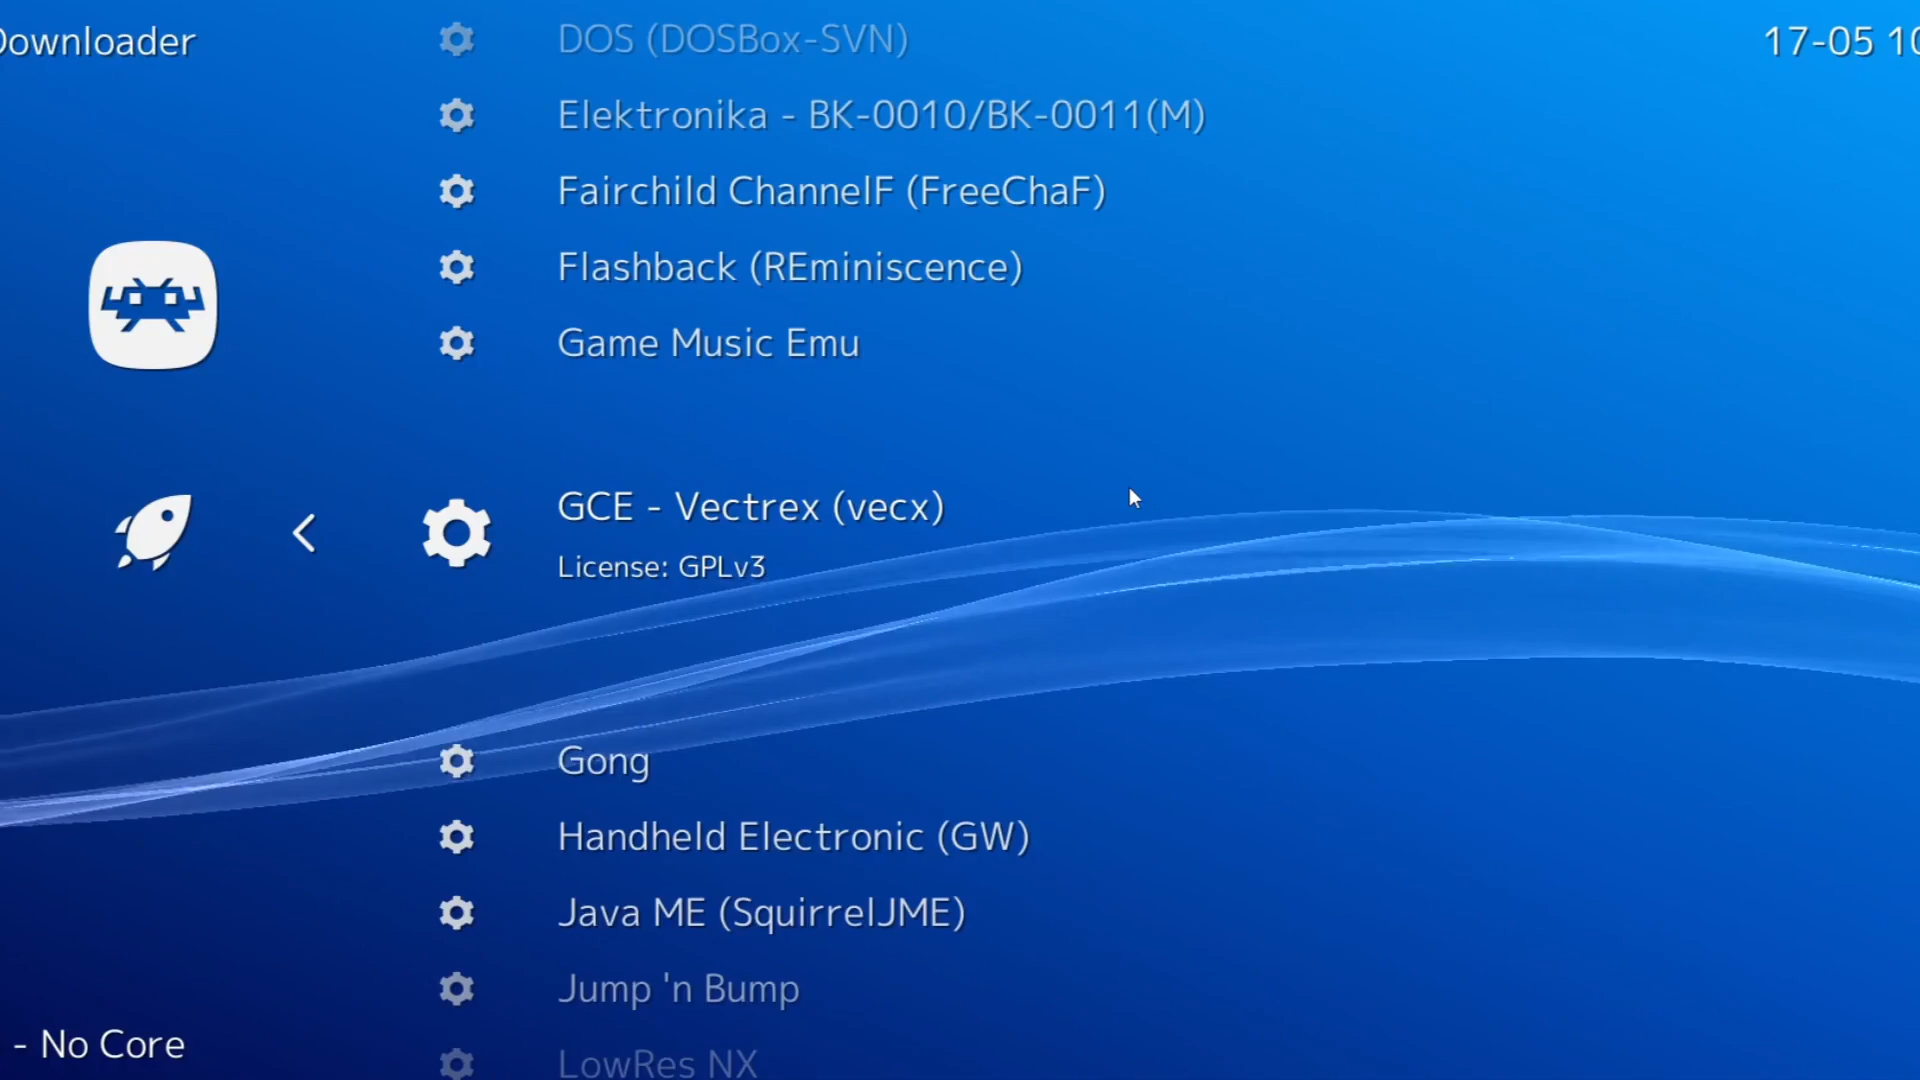 Downloader
17-05 10
DOS (DOSBox-SVN)
Elektronika - BK-0010/BK-0011(M)
Fairchild ChannelF (FreeChaF)
Flashback (REminiscence)
Game Music Emu
GCE - Vectrex (vecx)
License: GPLv3
Gong
Handheld Electronic (GW)
Java ME (SquirrelJME)
Jump 'n Bump
LowRes NX
- No Core